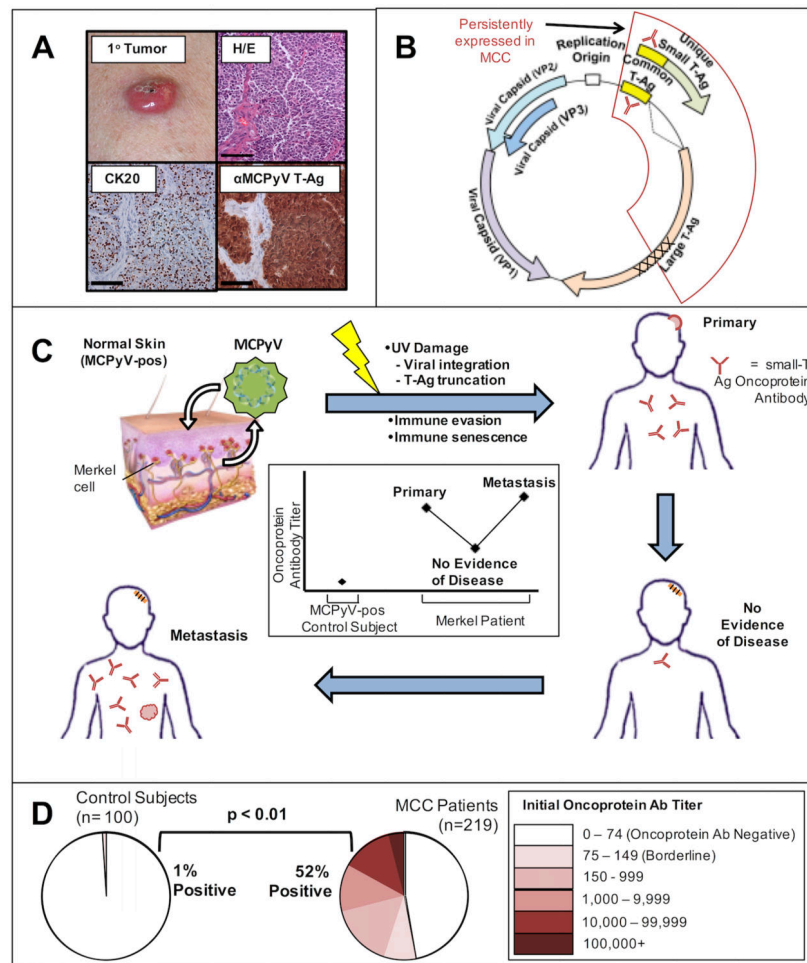 A
1º Tumor
H/E
CK20
αMCPyV T-Ag
B
Persistently
expressed in
MCC
Replication
Origin
Unique
Small T-Ag
Common
T-Ag
Viral Capsid (VP2)
Viral Capsid (VP3)
Viral Capsid (VP1)
Large T-Ag
C
Normal Skin
(MCPyV-pos)
MCPyV
Merkel
cell
•UV Damage
- Viral integration
- T-Ag truncation
•Immune evasion
•Immune senescence
Primary
= small-T
Ag Oncoprotein
Antibody
Oncoprotein
Antibody Titer
Primary
Metastasis
No Evidence
of Disease
MCPyV-pos
Control Subject
Merkel Patient
No
Evidence
of Disease
Metastasis
D
Control Subjects
(n= 100)
p < 0.01
1%
Positive
52%
Positive
MCC Patients
(n=219)
Initial Oncoprotein Ab Titer
0 – 74 (Oncoprotein Ab Negative)
75 – 149 (Borderline)
150 - 999
1,000 – 9,999
10,000 – 99,999
100,000+